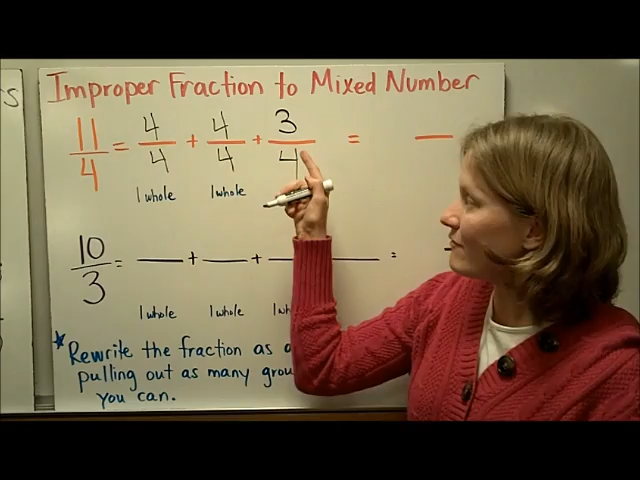 s
Improper Fraction to Mixed Number
11/4 = 4/4 + 4/4 + 3/4 =
1 whole 1 whole
10/3 = + + =
1 whole 1 whole 1
Rewrite the fraction as
pulling out as many
you can.